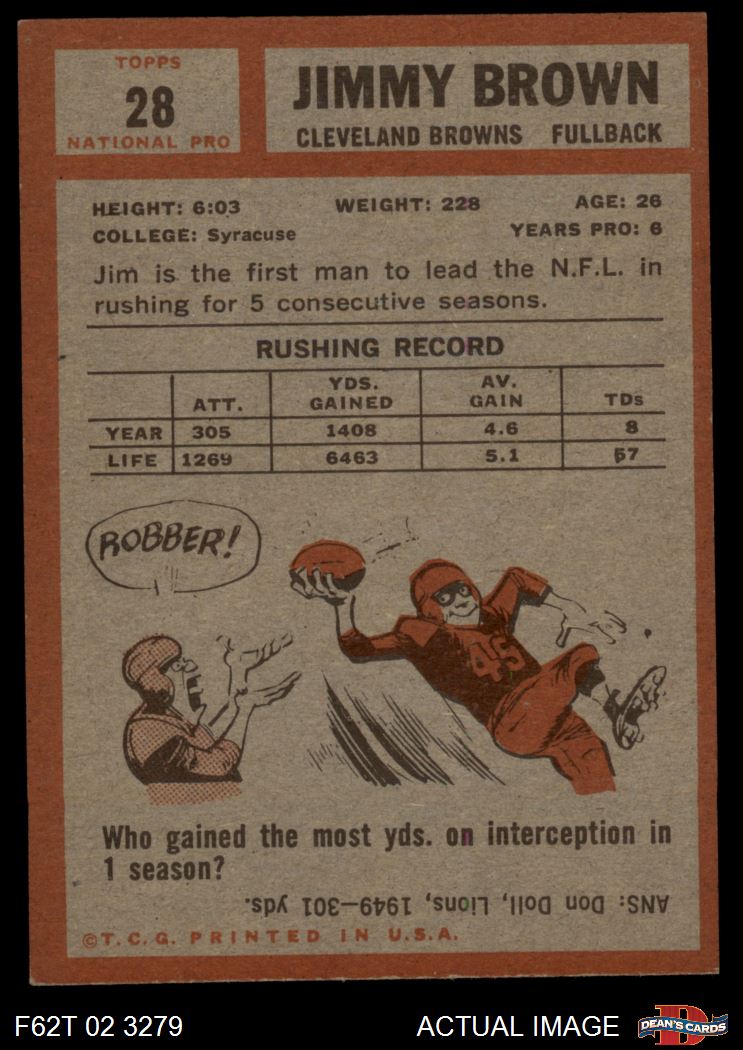 TOPPS
28
NATIONAL PRO
JIMMY BROWN
CLEVELAND BROWNS FULLBACK
HEIGHT: 6:03 WEIGHT: 228 AGE: 26
COLLEGE: Syracuse YEARS PRO: 6
Jim is the first man to lead the N.F.L. in
rushing for 5 consecutive seasons.
RUSHING RECORD
ATT. YDS. GAINED AV. GAIN TDs
YEAR 305 1408 4.6 8
LIFE 1269 6463 5.1 57
ROBBER!
45
Who gained the most yds. on interception in
1 season?
ANS: Don Doll, Lions, 1949—301 yds.
©T.C.G. PRINTED IN U.S.A.
F62T 02 3279 ACTUAL IMAGE D DEAN'S CARDS